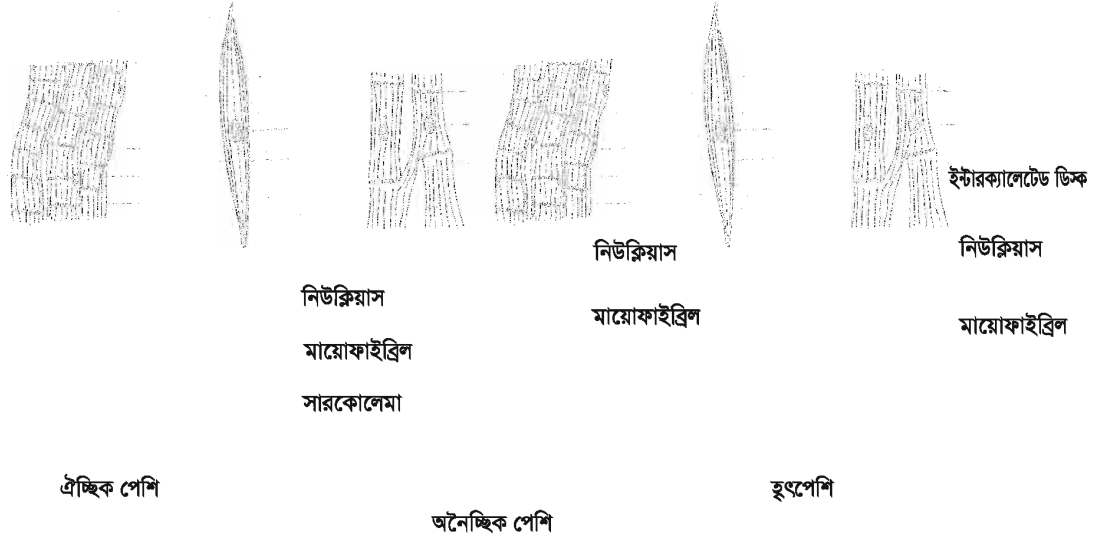 ইন্টারক্যালেটেড ডিস্ক
নিউক্লিয়াস
নিউক্লিয়াস
নিউক্লিয়াস
মায়োফাইব্রিল
মায়োফাইব্রিল
মায়োফাইব্রিল
সারকোলেমা
ঐচ্ছিক পেশি
হৃৎপেশি
অনৈচ্ছিক পেশি